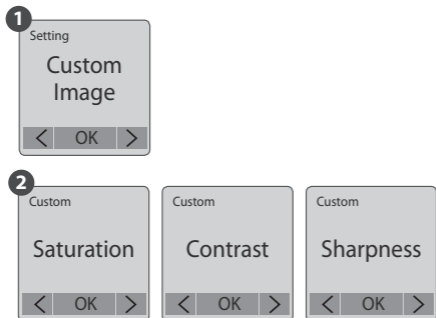 1
Setting
Custom
Image
< OK >
2
Custom
Saturation
< OK >
Custom
Contrast
< OK >
Custom
Sharpness
< OK >